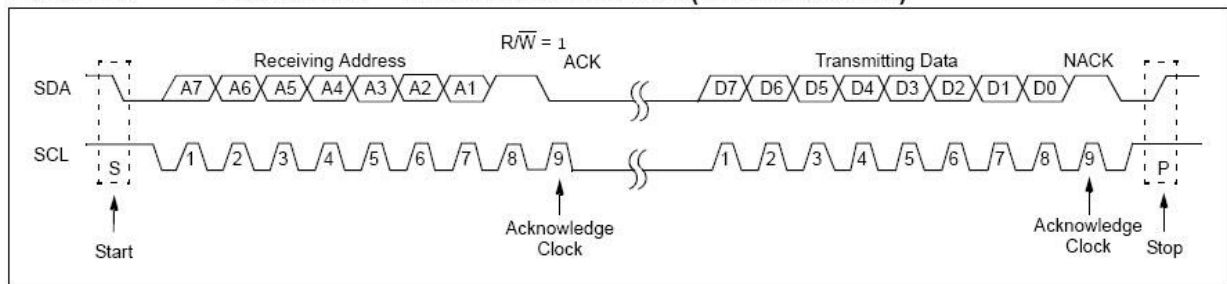 R/W = 1
Receiving Address
ACK
Transmitting Data
NACK
SDA
A7 A6 A5 A4 A3 A2 A1
D7 D6 D5 D4 D3 D2 D1 D0
SCL
S
1 2 3 4 5 6 7 8 9
1 2 3 4 5 6 7 8 9
P
Start
Acknowledge
Clock
Acknowledge
Clock
Stop